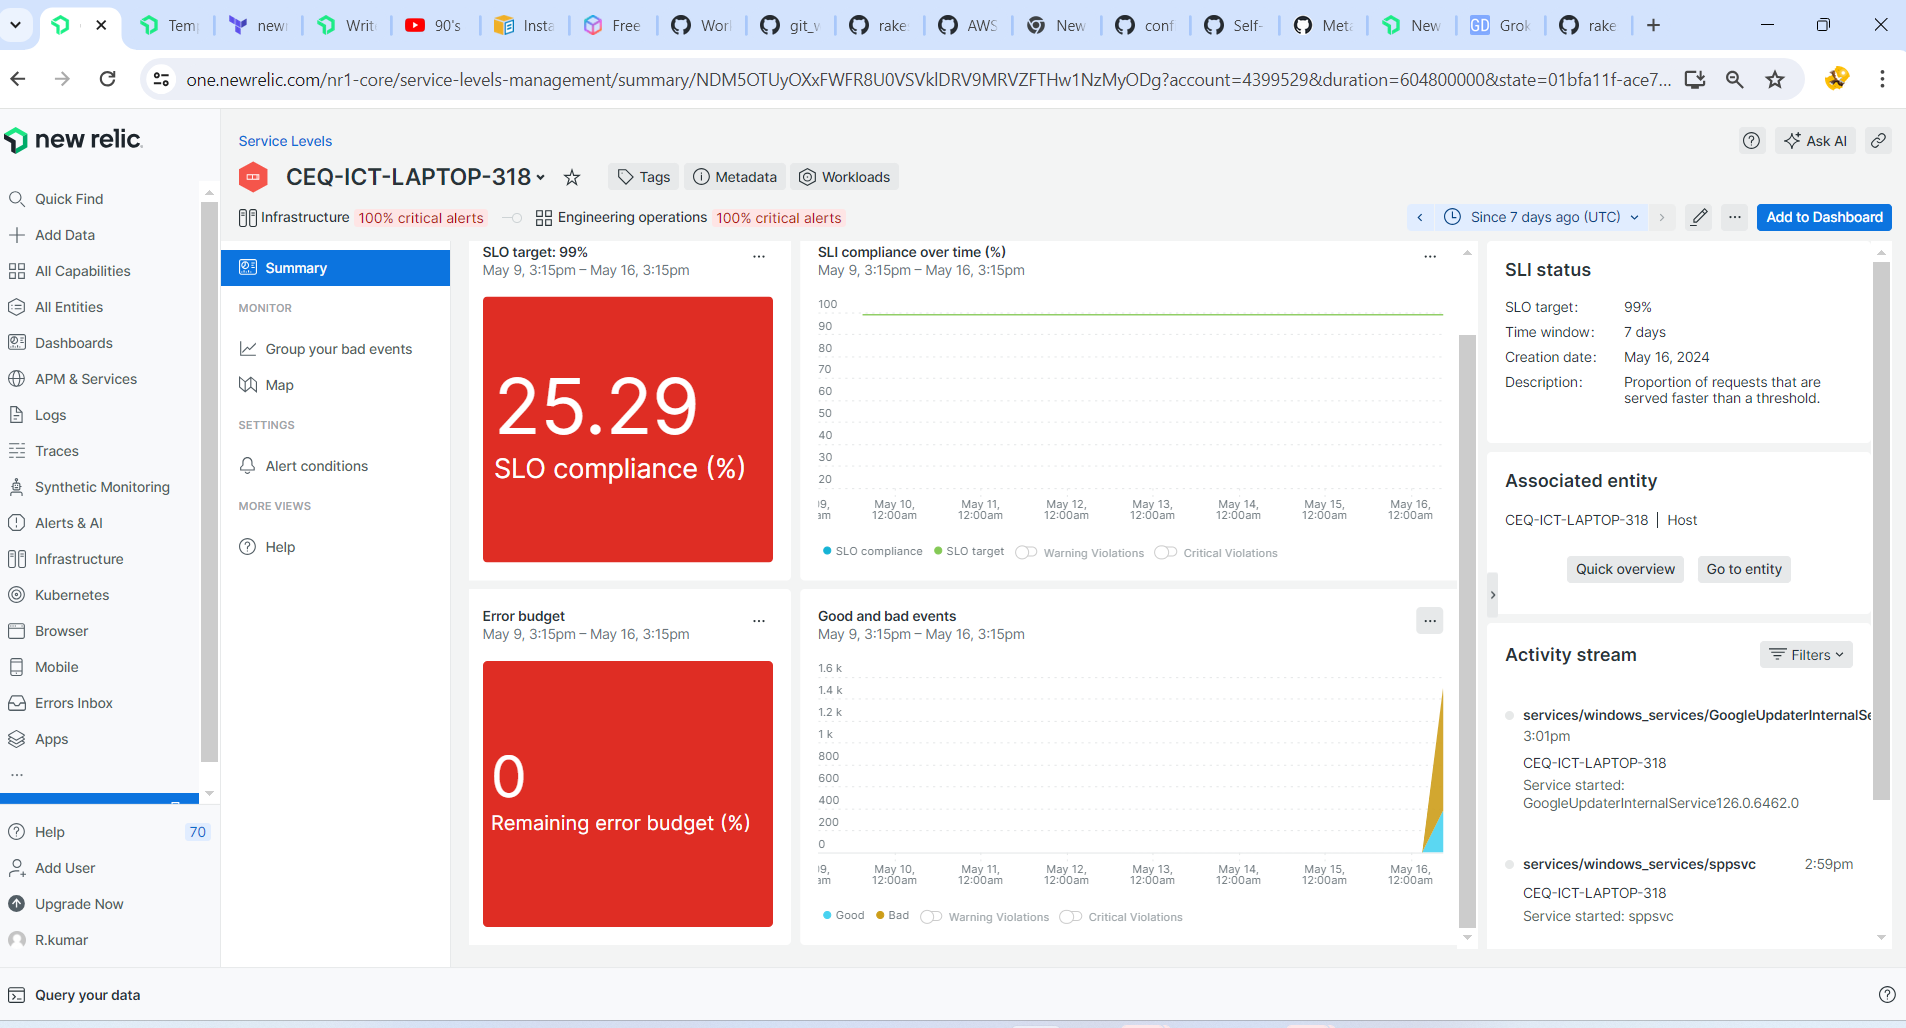 Temp
newr
Write
90's
Insta
Free
Worl
git_w
rake
AWS
New
conf
Self-
Meta
New
GD
Grok
rake
one.newrelic.com/nr1-core/service-levels-management/summary/NDM5OTUyOXxFWFR8U0VSVklDRV9MRVZFTHw1NzMyODg?account=4399529&duration=604800000&state=01bfa11f-ace7...
new relic
Quick Find
Add Data
All Capabilities
All Entities
Dashboards
APM & Services
Logs
Traces
Synthetic Monitoring
Alerts & AI
Infrastructure
Kubernetes
Browser
Mobile
Errors Inbox
Apps
...
Help 70
Add User
Upgrade Now
R.kumar
Service Levels
Ask AI
CEQ-ICT-LAPTOP-318
Tags
Metadata
Workloads
Infrastructure 100% critical alerts
Engineering operations 100% critical alerts
Since 7 days ago (UTC)
...
Add to Dashboard
Summary
MONITOR
Group your bad events
Map
SETTINGS
Alert conditions
MORE VIEWS
Help
SLO target: 99%
...
May 9, 3:15pm – May 16, 3:15pm
25.29
SLO compliance (%)
SLI compliance over time (%)
...
May 9, 3:15pm – May 16, 3:15pm
100
90
80
70
60
50
40
30
20
)9, May 10, May 11, May 12, May 13, May 14, May 15, May 16,
am 12:00am 12:00am 12:00am 12:00am 12:00am 12:00am 12:00am
SLO compliance SLO target Warning Violations Critical Violations
Error budget
...
May 9, 3:15pm – May 16, 3:15pm
0
Remaining error budget (%)
Good and bad events
...
May 9, 3:15pm – May 16, 3:15pm
1.6 k
1.4 k
1.2 k
1 k
800
600
400
200
0
)9, May 10, May 11, May 12, May 13, May 14, May 15, May 16,
am 12:00am 12:00am 12:00am 12:00am 12:00am 12:00am 12:00am
Good Bad Warning Violations Critical Violations
SLI status
SLO target: 99%
Time window: 7 days
Creation date: May 16, 2024
Description: Proportion of requests that are
served faster than a threshold.
Associated entity
CEQ-ICT-LAPTOP-318 | Host
Quick overview
Go to entity
Activity stream
Filters
services/windows_services/GoogleUpdaterInternalSe
3:01pm
CEQ-ICT-LAPTOP-318
Service started:
GoogleUpdaterInternalService126.0.6462.0
services/windows_services/sppsvc 2:59pm
CEQ-ICT-LAPTOP-318
Service started: sppsvc
Query your data